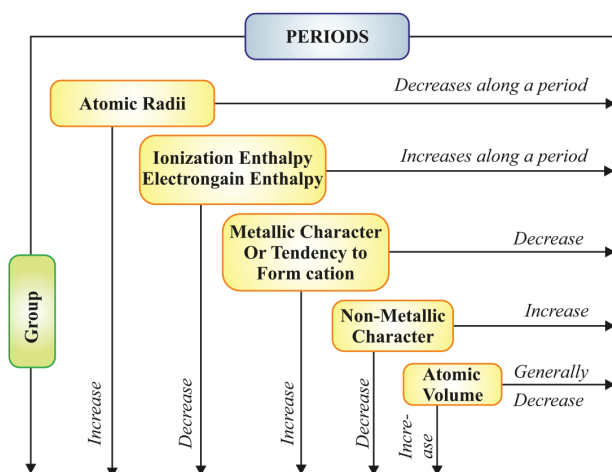 PERIODS
Decreases along a period
Atomic Radii
Increases along a period
Ionization Enthalpy
Electrongain Enthalpy
Metallic Character
Or Tendency to
Form cation
Decrease
Group
Non-Metallic
Character
Increase
Atomic
Volume
Generally
Decrease
Increase
Decrease
Increase
Decrease
Incre-
ase